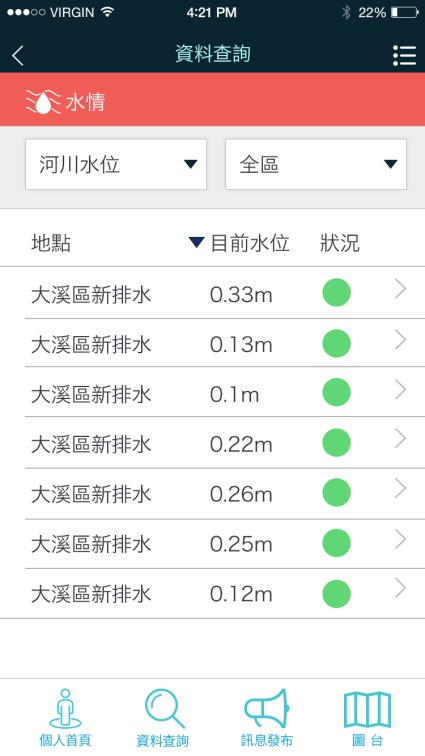 VIRGIN 4:21 PM 22%
資料查詢
水情
河川水位 全區
地點 目前水位 狀況
大溪區新排水 0.33m
大溪區新排水 0.13m
大溪區新排水 0.1m
大溪區新排水 0.22m
大溪區新排水 0.26m
大溪區新排水 0.25m
大溪區新排水 0.12m
個人首頁 資料查詢 訊息發布 圖台